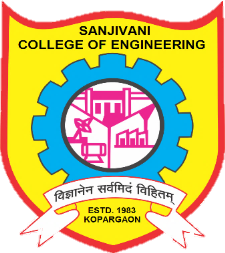 SANJIVANI
COLLEGE OF ENGINEERING
विज्ञानेन सर्वमिदं विहितम्
ESTD. 1983
KOPARGAON